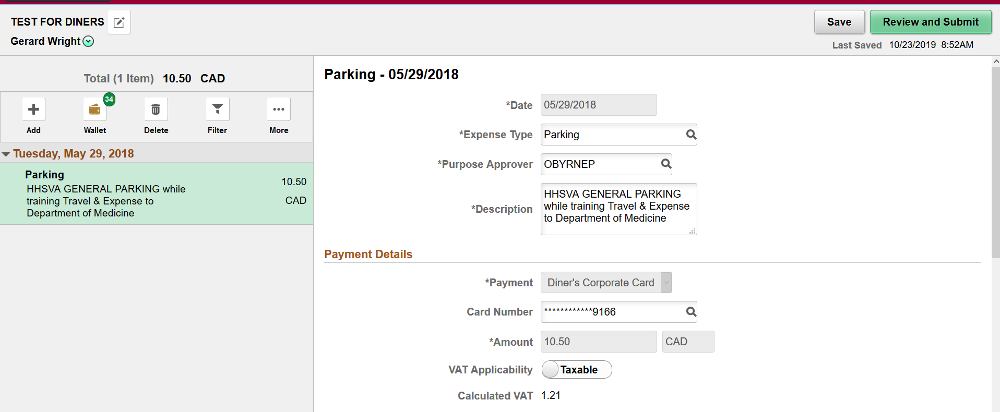 TEST FOR DINERS
Gerard Wright
Save
Review and Submit
Last Saved 10/23/2019 8:52AM
Total (1 Item) 10.50 CAD
34
Add
Wallet
Delete
Filter
More
Tuesday, May 29, 2018
Parking
HHSVA GENERAL PARKING while
training Travel & Expense to
Department of Medicine
10.50
CAD
Parking - 05/29/2018
*Date 05/29/2018
*Expense Type Parking
*Purpose Approver OBYRNEP
*Description
HHSVA GENERAL PARKING
while training Travel & Expense
to Department of Medicine
Payment Details
*Payment Diner's Corporate Card
Card Number ************9166
*Amount 10.50 CAD
VAT Applicability Taxable
Calculated VAT 1.21